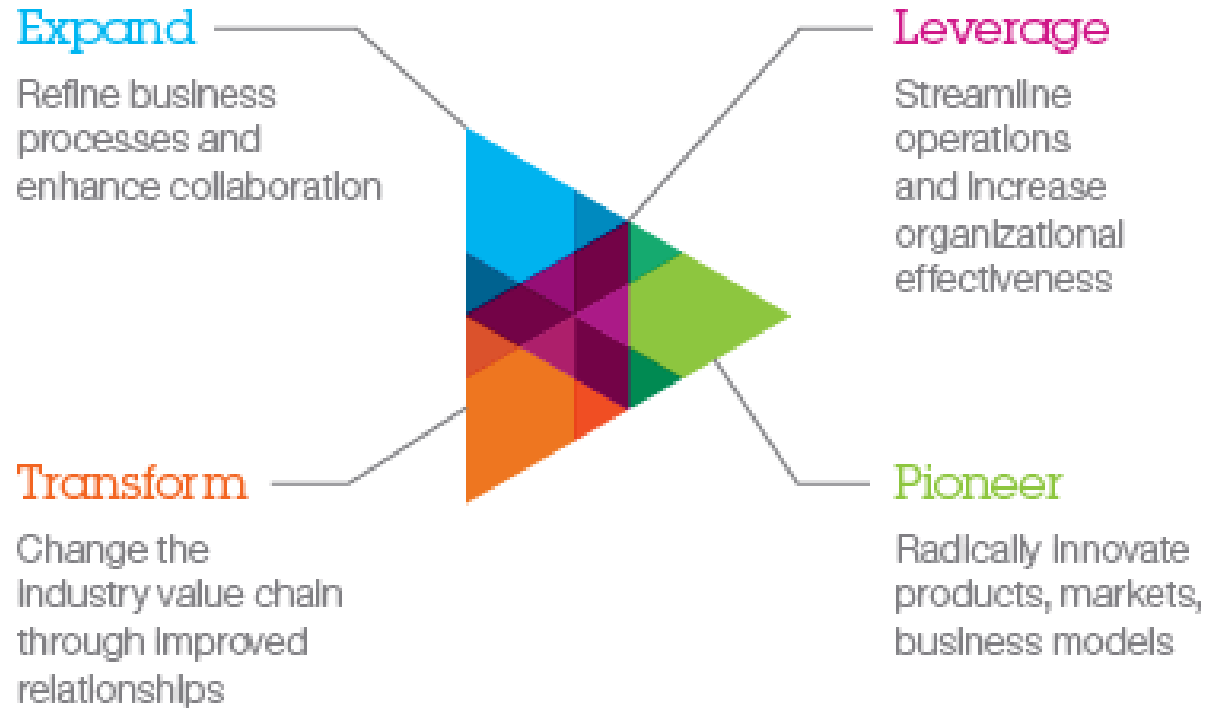 Expand
Refine business
processes and
enhance collaboration
Leverage
Streamline
operations
and increase
organizational
effectiveness
Transform
Change the
industry value chain
through improved
relationships
Pioneer
Radically innovate
products, markets,
business models